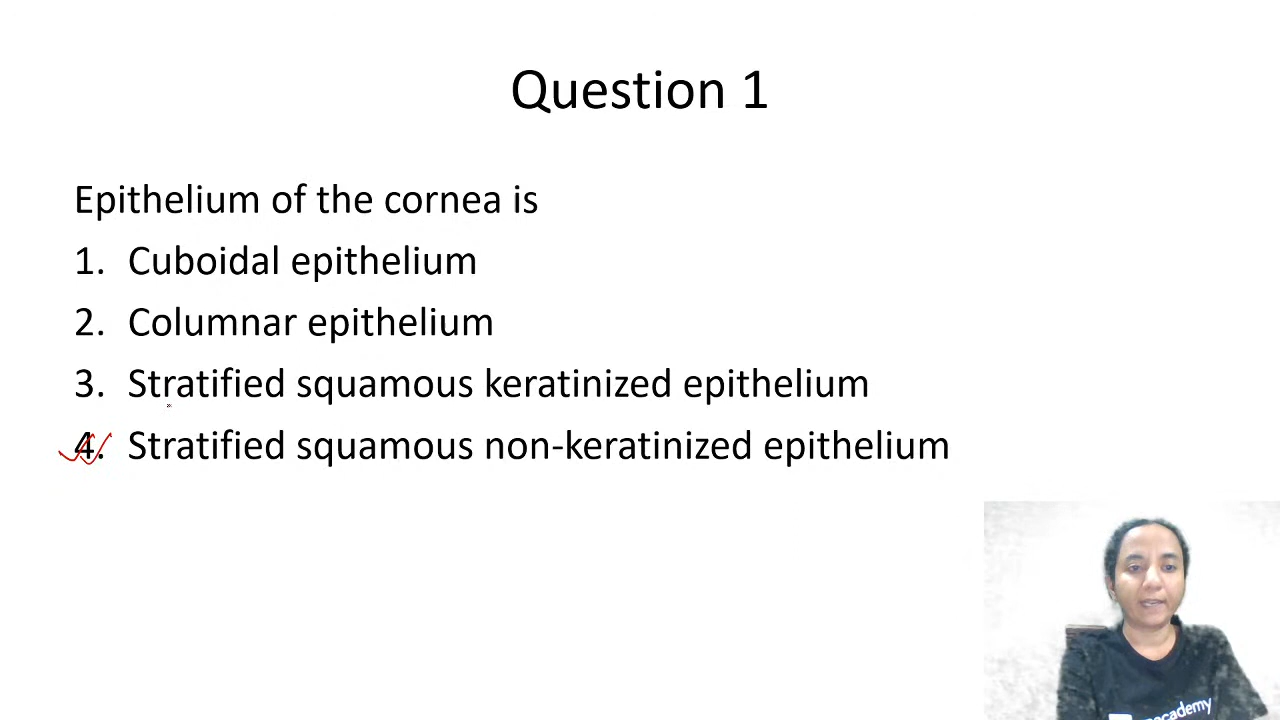 Question 1
Epithelium of the cornea is
1. Cuboidal epithelium
2. Columnar epithelium
3. Stratified squamous keratinized epithelium
4. Stratified squamous non-keratinized epithelium